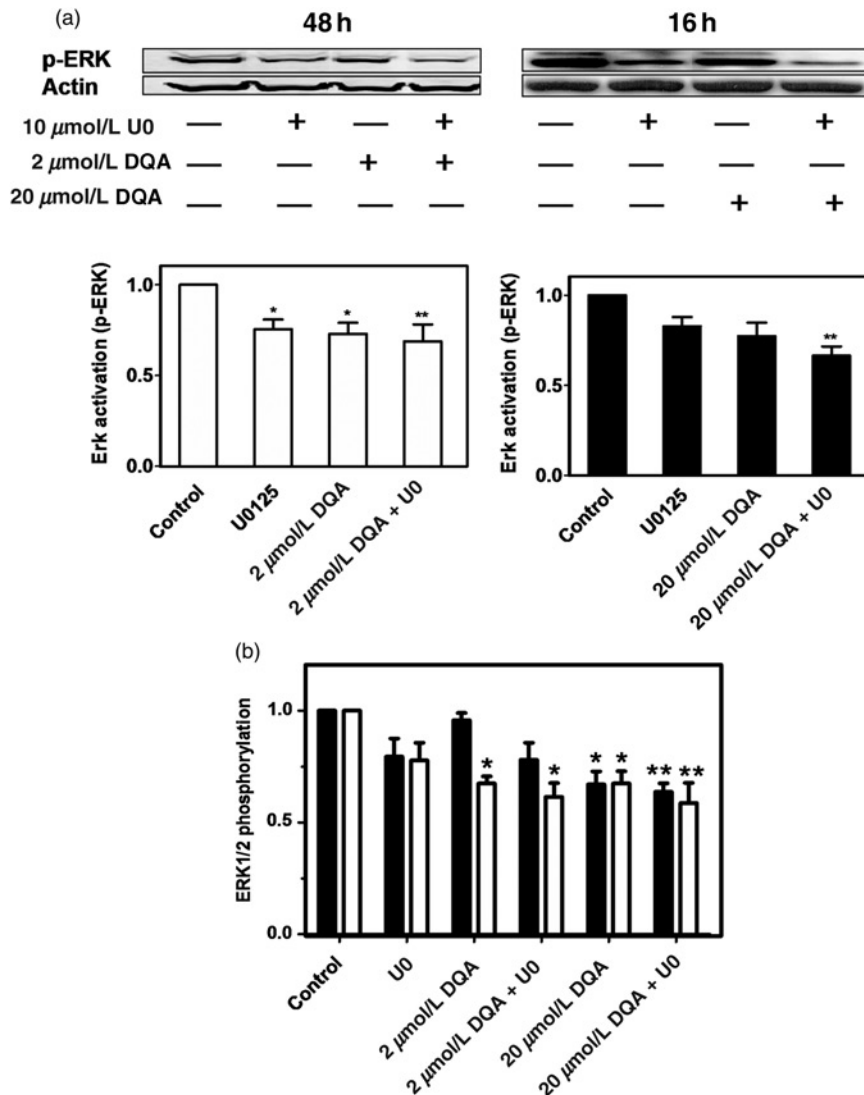 (a)
48 h 16 h
p-ERK
Actin
10 μmol/L U0 — + — + — + — +
2 μmol/L DQA — — + + — — — —
20 μmol/L DQA — — — — — — + +
Erk activation (p-ERK)
1.0
0.5
0.0
* * **
Control
U0125
2 μmol/L DQA
2 μmol/L DQA + U0
Erk activation (p-ERK)
1.0
0.5
0.0
**
Control
U0125
20 μmol/L DQA
20 μmol/L DQA + U0
(b)
ERK1/2 phosphorylation
1.0
0.5
0.0
* * * * ** **
Control
U0
2 μmol/L DQA
2 μmol/L DQA + U0
20 μmol/L DQA
20 μmol/L DQA + U0